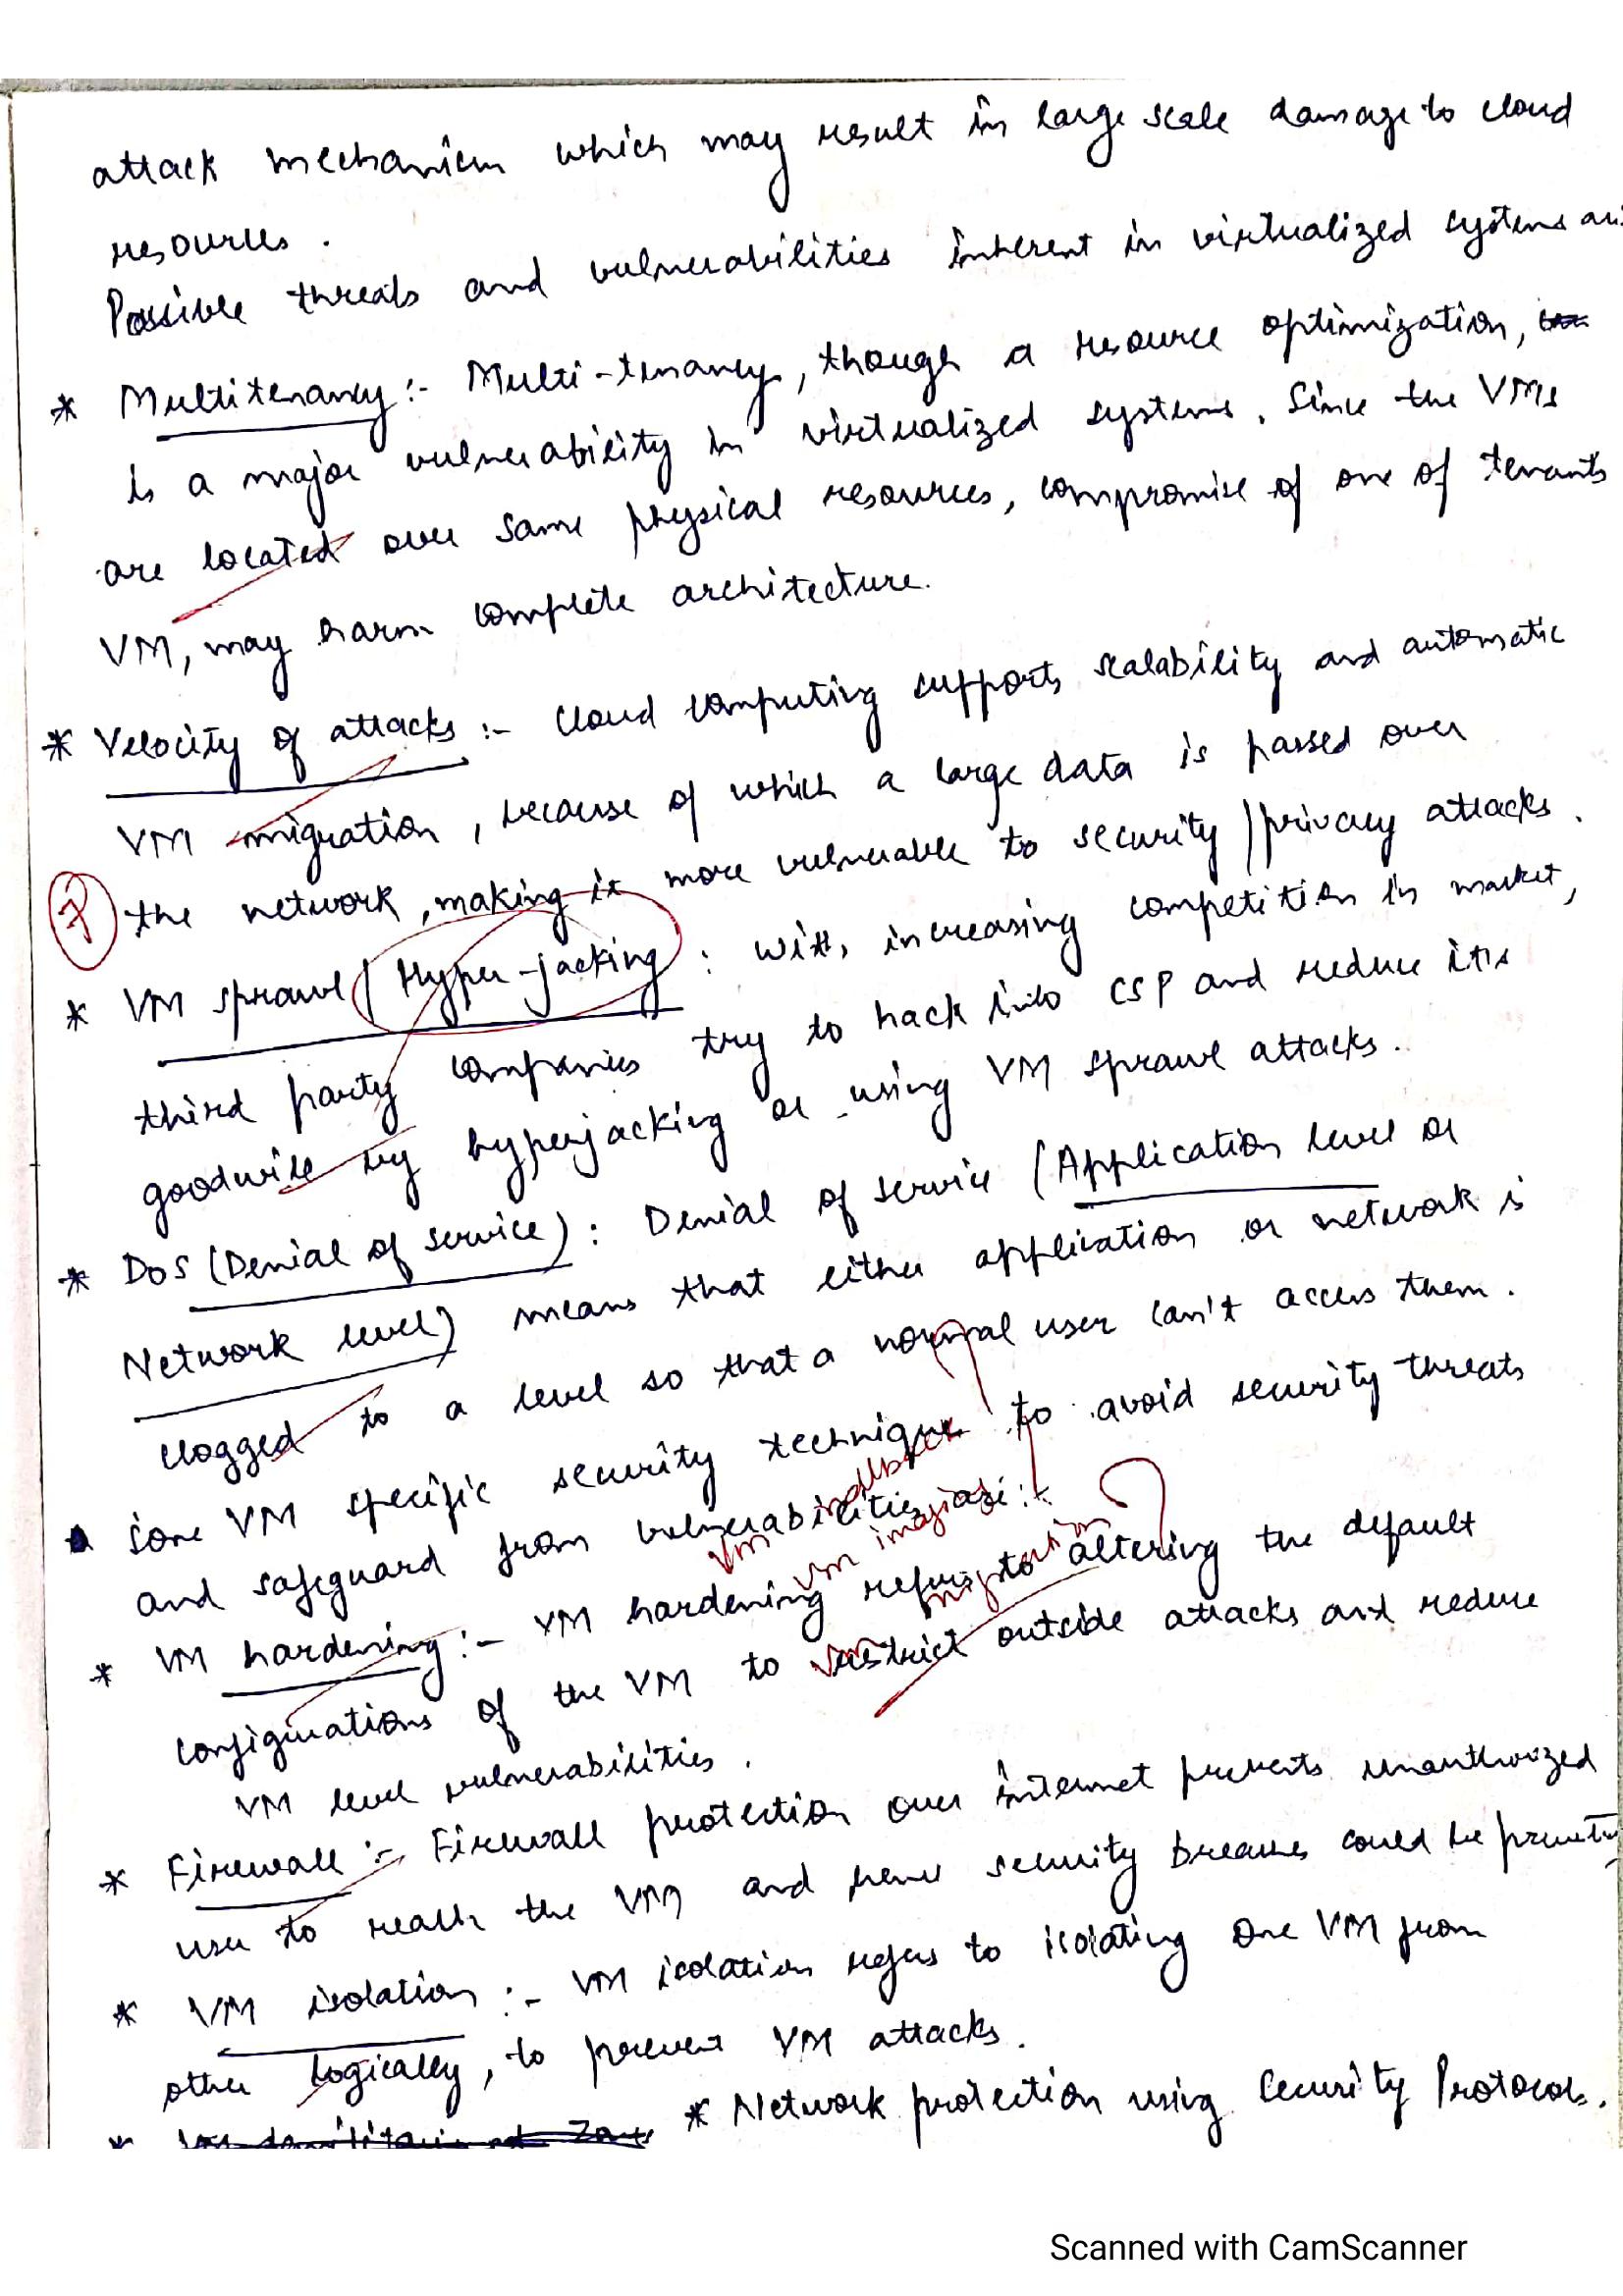 attack mechanism which may result in large scale damage to cloud
resources.
Possible threats and vulnerabilities inherent in virtualized systems are
* Multitenancy :- Multi-tenancy, though a resource optimization,
is a major vulnerability in virtualized systems. Since the VMs
are located over same physical resources, compromise of one of tenants
VM, may harm complete architecture.
* Velocity of attacks :- Cloud computing supports scalability and automatic
VM migration, because of which a large data is passed over
7 the network, making it more vulnerable to security / privacy attacks.
* VM sprawl / Hyper-jacking : With increasing competition in market,
third party companies try to hack into CSP and reduce its
goodwill by hyperjacking or using VM sprawl attacks.
* DoS (Denial of service) : Denial of service (Application level or
Network level) means that either application or network is
clogged to a level so that a normal user can't access them.
Some VM specific security technique to avoid security threats
and safeguard from vulnerabilities are :-
VM rollback
VM imaging
VM migration
* VM hardening :- VM hardening refers to altering the default
configurations of the VM to restrict outside attacks and reduce
VM level vulnerabilities.
* Firewall :- Firewall protection over internet prevents unauthorized
user to reach the VM and hence security breaches could be
* VM isolation :- VM isolation refers to isolating one VM from
other logically, to prevent VM attacks.
* Network protection using Security Protocols.
Scanned with CamScanner